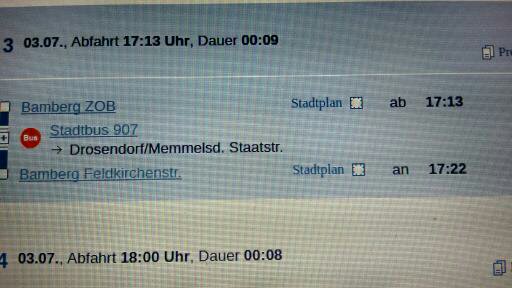 3 03.07., Abfahrt 17:13 Uhr, Dauer 00:09
Bamberg ZOB Stadtplan ab 17:13
Bus Stadtbus 907
→ Drosendorf/Memmelsd. Staatstr.
Bamberg Feldkirchenstr. Stadtplan an 17:22
4 03.07., Abfahrt 18:00 Uhr, Dauer 00:08